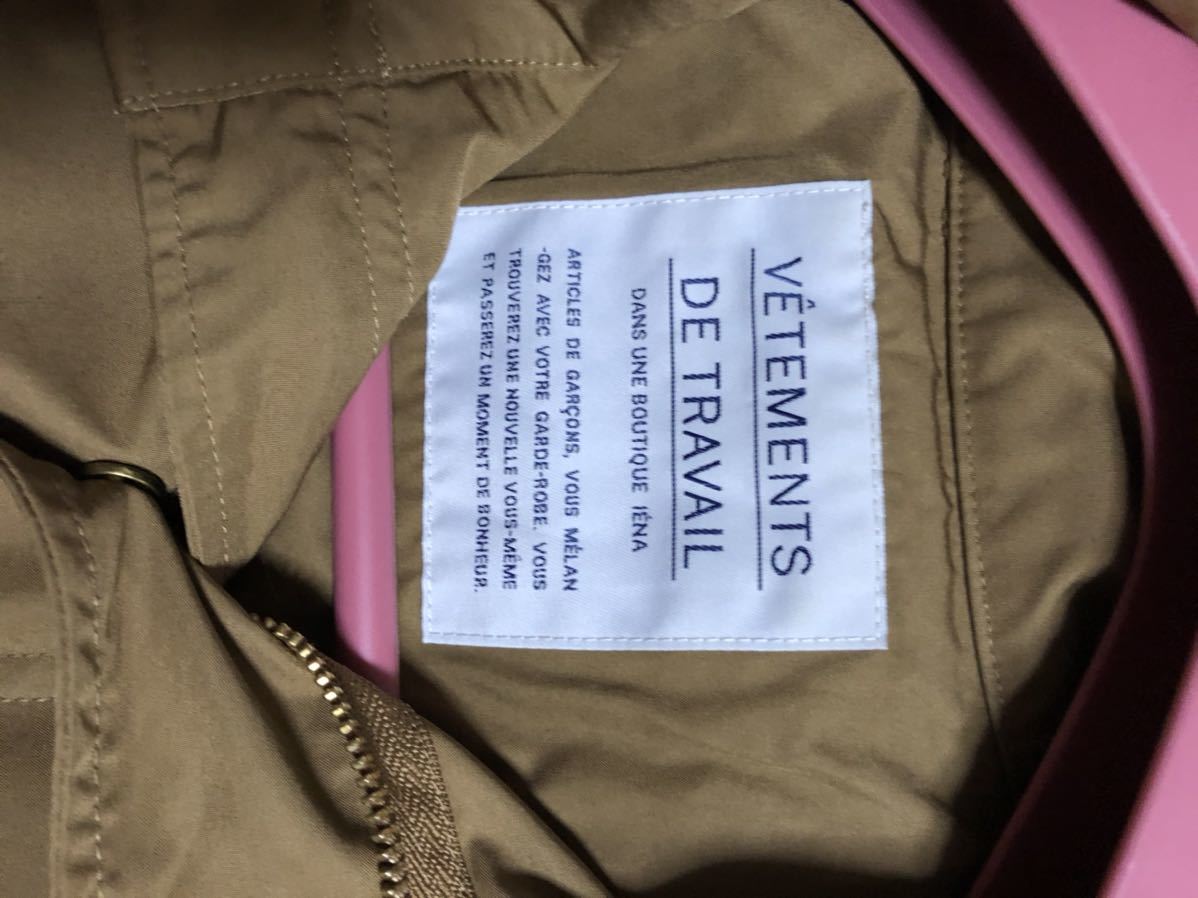 VÊTEMENTS
DE TRAVAIL
DANS UNE BOUTIQUE IÉNA
ARTICLES DE GARÇONS, VOUS MÉLAN
-GEZ AVEC VOTRE GARDE-ROBE. VOUS
TROUVEREZ UNE NOUVELLE VOUS-MÊME
ET PASSEREZ UN MOMENT DE BONHEUR.